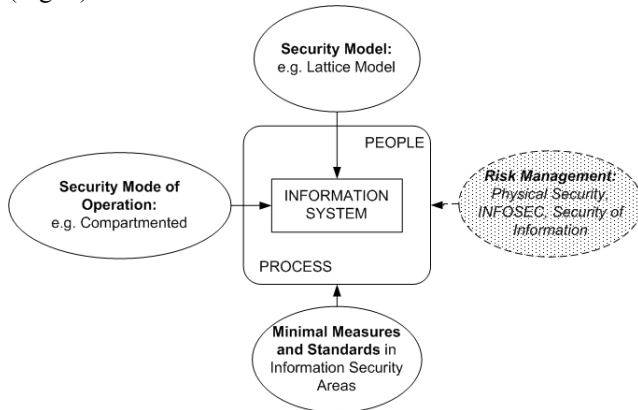 Security Model:
e.g. Lattice Model
PEOPLE
Security Mode of
Operation:
e.g. Compartmented
INFORMATION
SYSTEM
Risk Management:
Physical Security,
INFOSEC, Security of
Information
PROCESS
Minimal Measures
and Standards in
Information Security
Areas